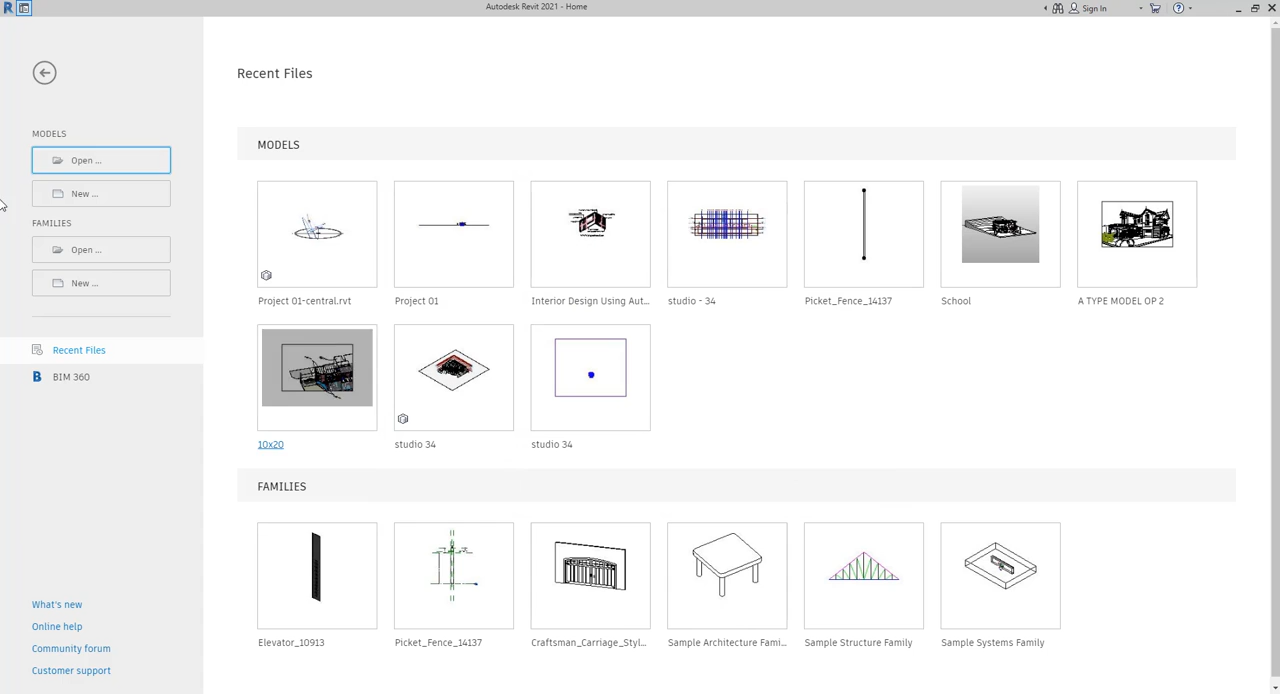 Autodesk Revit 2021 - Home
Sign In
Recent Files
MODELS
Open ...
New ...
FAMILIES
Open ...
New ...
Recent Files
BIM 360
What's new
Online help
Community forum
Customer support
MODELS
Project 01-central.rvt
Project 01
Interior Design Using Aut...
studio - 34
Picket_Fence_14137
School
A TYPE MODEL OP 2
10x20
studio 34
studio 34
FAMILIES
Elevator_10913
Picket_Fence_14137
Craftsman_Carriage_Styl...
Sample Architecture Fami...
Sample Structure Family
Sample Systems Family